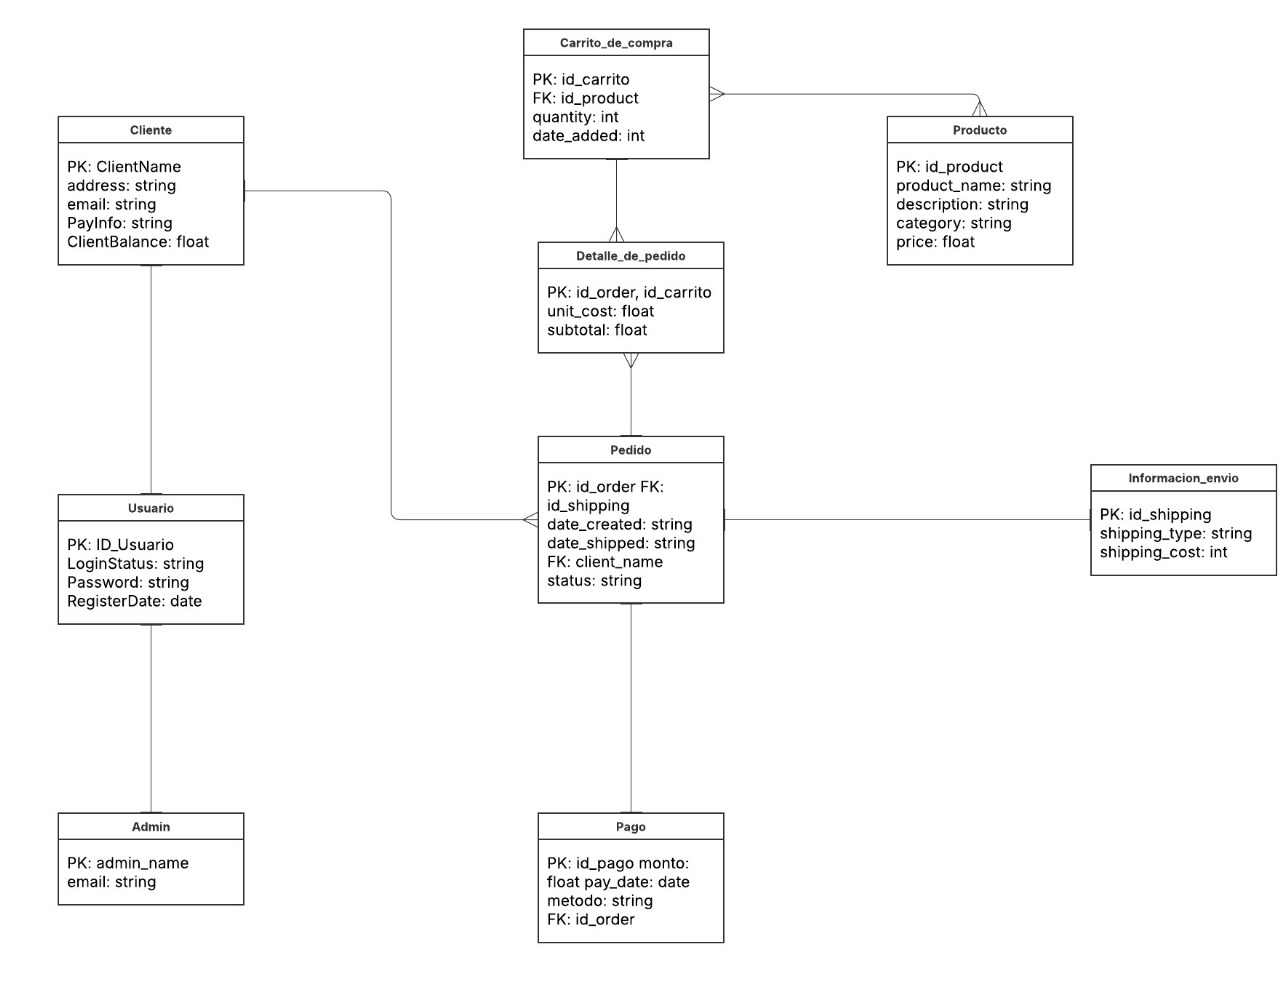 Carrito_de_compra
PK: id_carrito
FK: id_product
quantity: int
date_added: int
Cliente
PK: ClientName
address: string
email: string
PayInfo: string
ClientBalance: float
Producto
PK: id_product
product_name: string
description: string
category: string
price: float
Detalle_de_pedido
PK: id_order, id_carrito
unit_cost: float
subtotal: float
Pedido
PK: id_order FK:
id_shipping
date_created: string
date_shipped: string
FK: client_name
status: string
Informacion_envio
PK: id_shipping
shipping_type: string
shipping_cost: int
Usuario
PK: ID_Usuario
LoginStatus: string
Password: string
RegisterDate: date
Admin
PK: admin_name
email: string
Pago
PK: id_pago monto:
float pay_date: date
metodo: string
FK: id_order